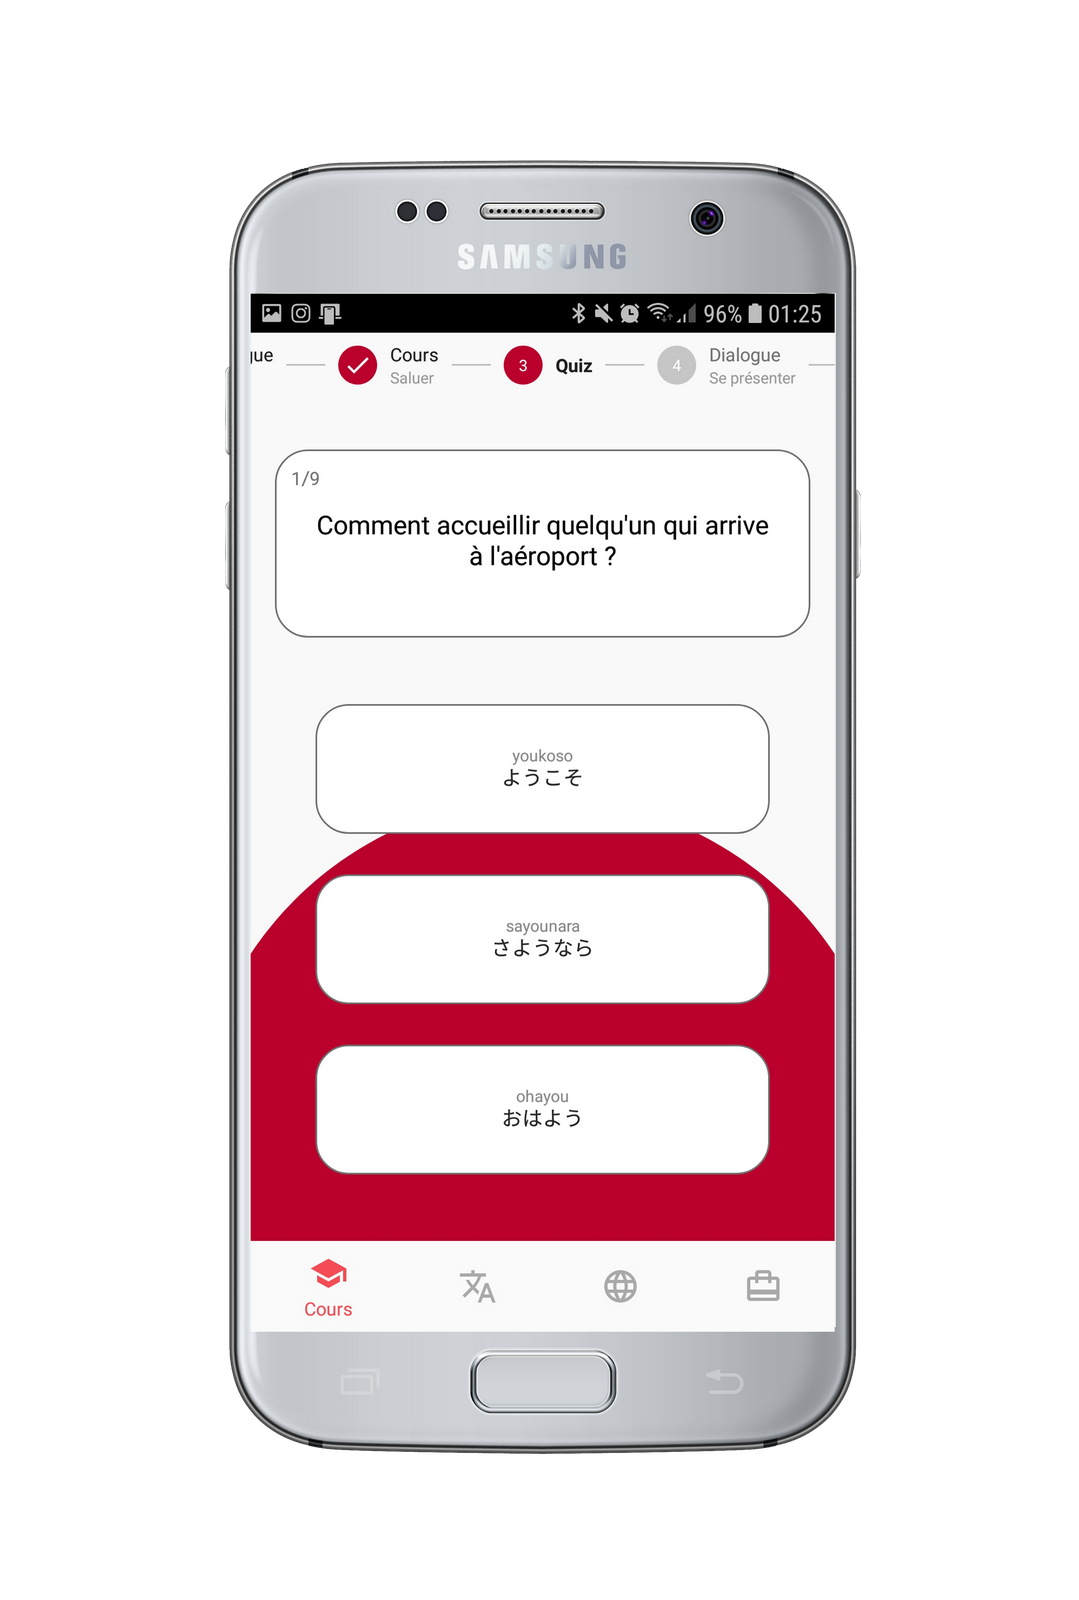 SAMSUNG
96% 01:25
Cours
Saluer
3
Quiz
4
Dialogue
Se présenter
1/9
Comment accueillir quelqu'un qui arrive
à l'aéroport ?
youkoso
ようこそ
sayounara
さようなら
ohayou
おはよう
Cours